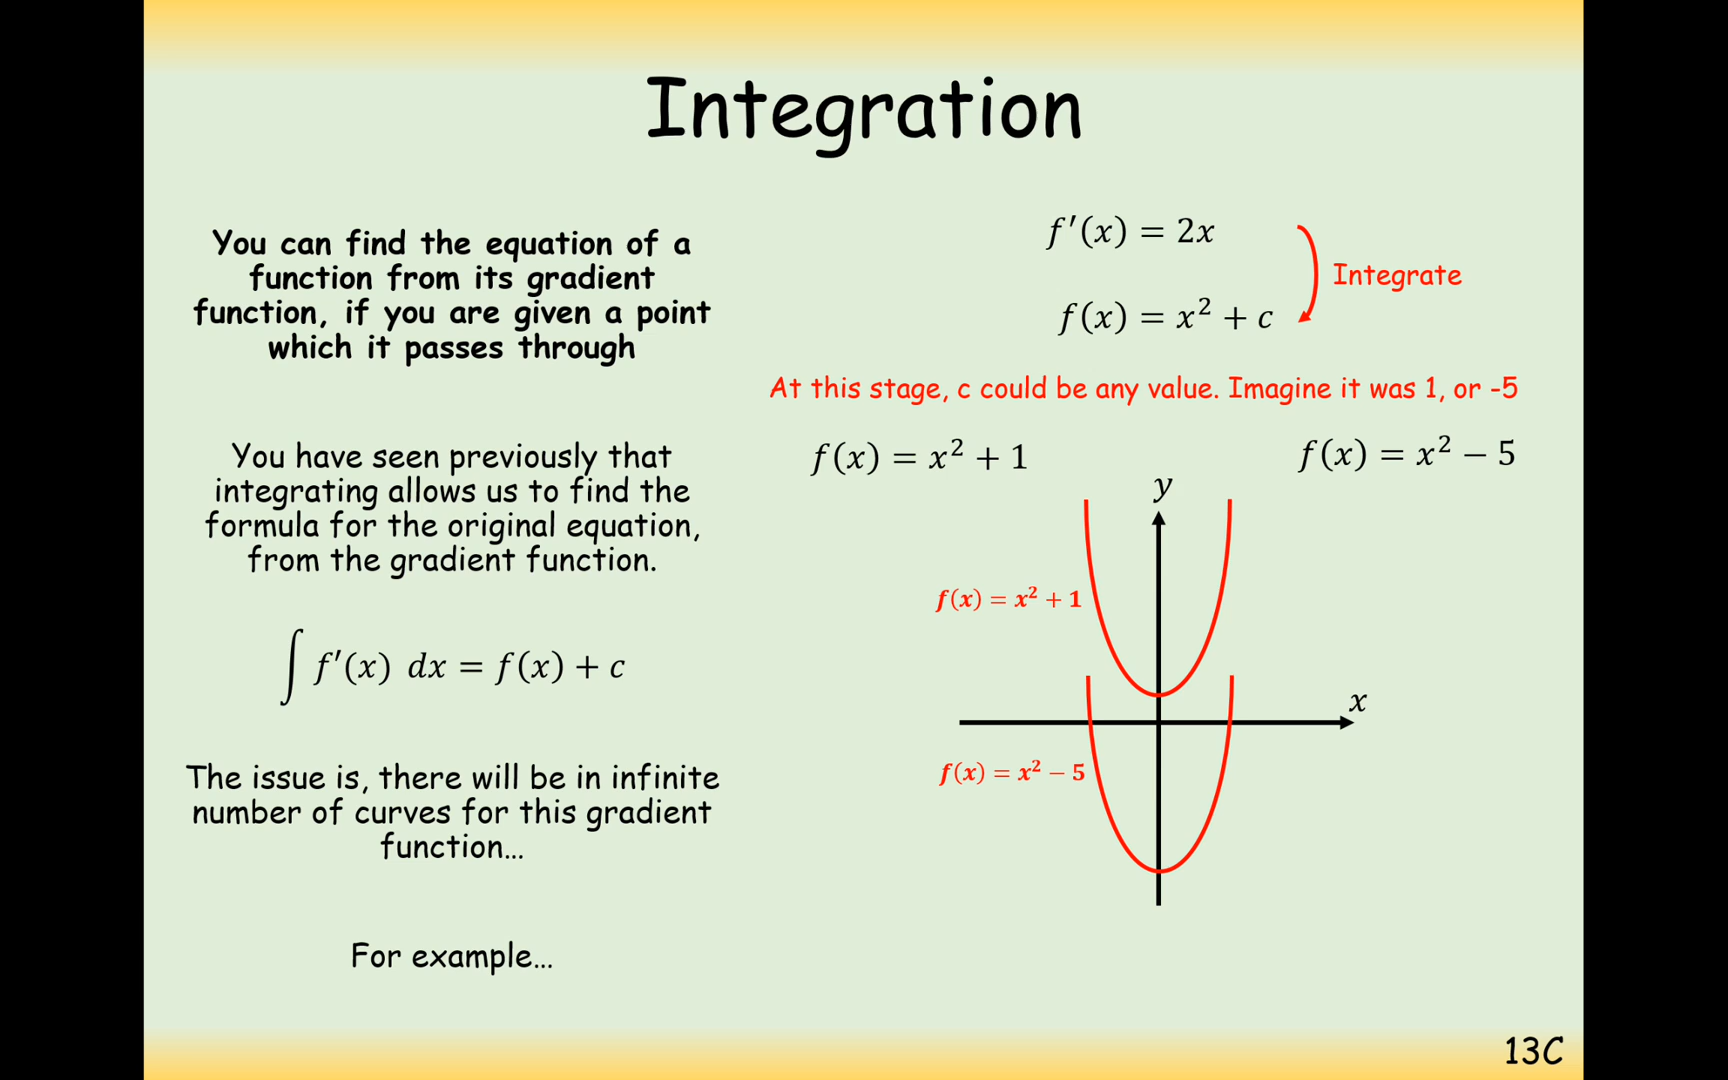 Integration
You can find the equation of a
function from its gradient
function, if you are given a point
which it passes through
You have seen previously that
integrating allows us to find the
formula for the original equation,
from the gradient function.
∫ f′(x) dx = f(x) + c
The issue is, there will be in infinite
number of curves for this gradient
function…
For example…
f′(x) = 2x
Integrate
f(x) = x² + c
At this stage, c could be any value. Imagine it was 1, or -5
f(x) = x² + 1
f(x) = x² − 5
y
f(x) = x² + 1
x
f(x) = x² − 5
13C